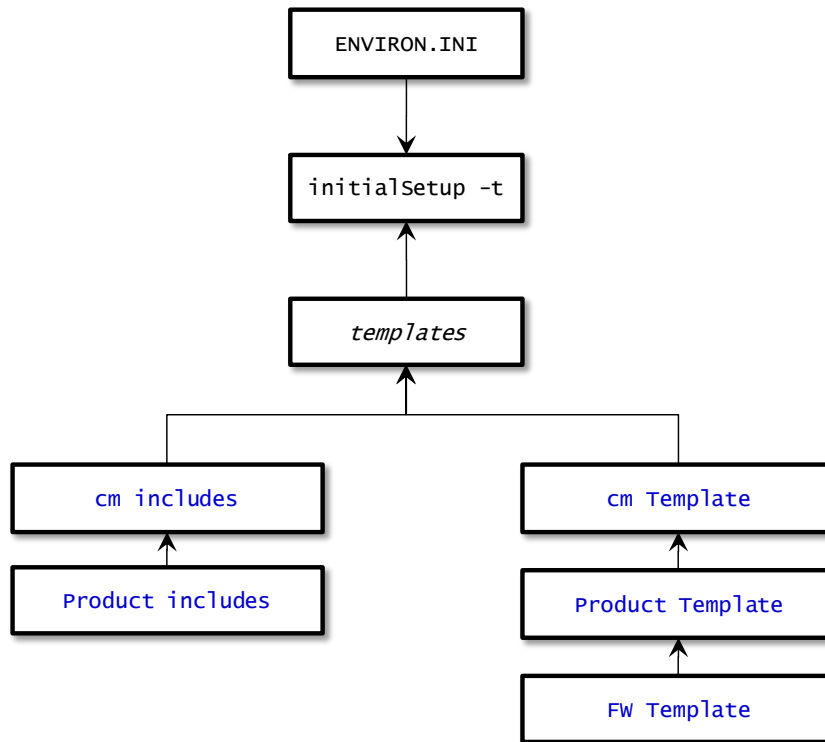 ENVIRON.INI
initialSetup -t
templates
cm includes
cm Template
Product includes
Product Template
FW Template